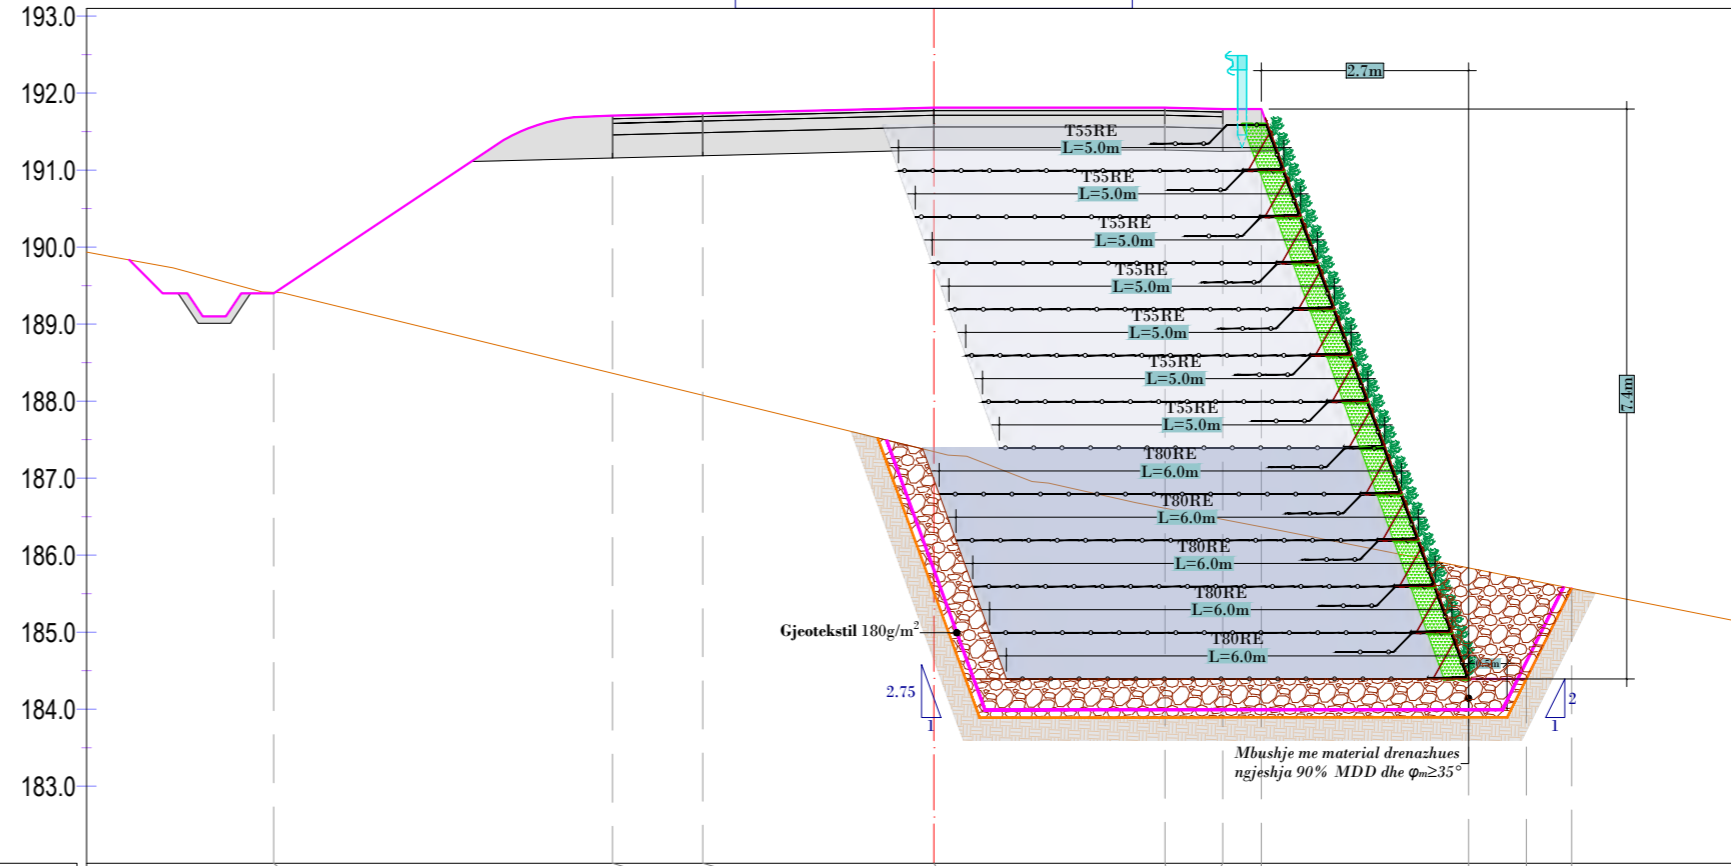 193.0
192.0
191.0
190.0
189.0
188.0
187.0
186.0
185.0
184.0
183.0
2.7m
7.4m
T55RE
L=5.0m
T55RE
L=5.0m
T55RE
L=5.0m
T55RE
L=5.0m
T55RE
L=5.0m
T55RE
L=5.0m
T55RE
L=5.0m
T80RE
L=6.0m
T80RE
L=6.0m
T80RE
L=6.0m
T80RE
L=6.0m
T80RE
L=6.0m
0.5m
Gjeotekstil 180g/m²
2.75
1
2
1
Mbushje me material drenazhues
ngjeshja 90% MDD dhe φm≥35°